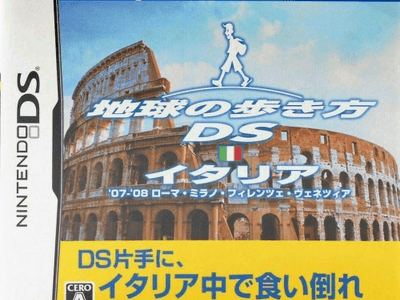 NINTENDO DS
地球の歩き方
DS
イタリア
'07-'08 ローマ・ミラノ・フィレンツェ・ヴェネツィア
DS片手に、
イタリア中で食い倒れ
CERO
A